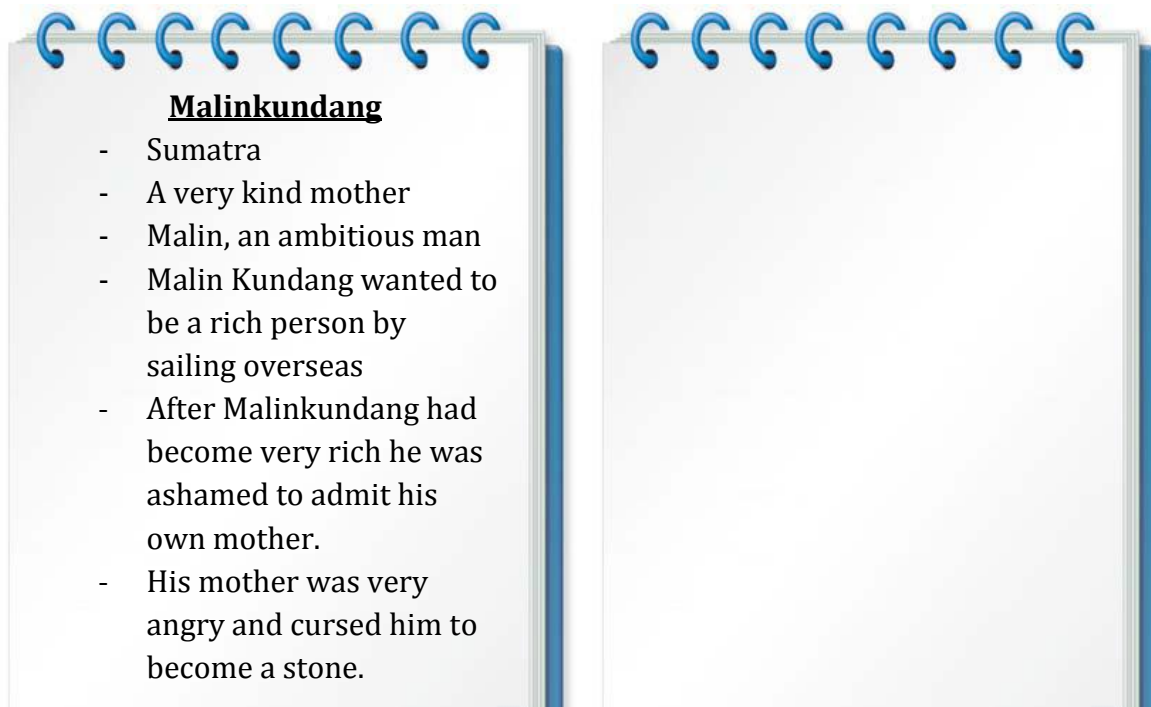 Malinkundang
- Sumatra
- A very kind mother
- Malin, an ambitious man
- Malin Kundang wanted to
be a rich person by
sailing overseas
- After Malinkundang had
become very rich he was
ashamed to admit his
own mother.
- His mother was very
angry and cursed him to
become a stone.